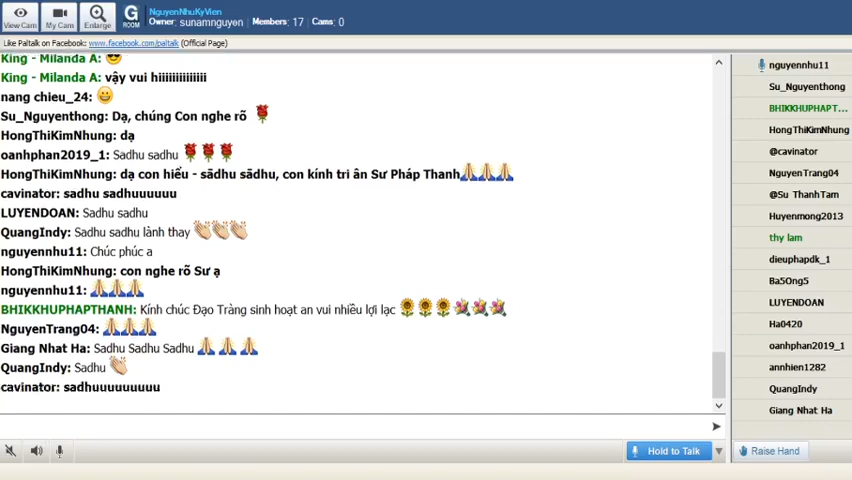 NguyenNhuKyVien
Owner: sunamnguyen Members: 17 Cams: 0
View Cam My Cam Enlarge G ROOM
Like Paltalk on Facebook: www.facebook.com/paltalk (Official Page)
King - Milanda A:
King - Milanda A: vậy vui hiiiiiiiiiiiiii
nang chieu_24:
Su_Nguyenthong: Dạ, chúng Con nghe rõ
HongThiKimNhung: dạ
oanhphan2019_1: Sadhu sadhu
HongThiKimNhung: dạ con hiểu - sādhu sādhu, con kính tri ân Sư Pháp Thanh
cavinator: sadhu sadhuuuuuu
LUYENDOAN: Sadhu sadhu
QuangIndy: Sadhu sadhu lành thay
nguyennhu11: Chúc phúc a
HongThiKimNhung: con nghe rõ Sư ạ
nguyennhu11:
BHIKKHUPHAPTHANH: Kính chúc Đạo Tràng sinh hoạt an vui nhiều lợi lạc
NguyenTrang04:
Giang Nhat Ha: Sadhu Sadhu Sadhu
QuangIndy: Sadhu
cavinator: sadhuuuuuuuuu
Hold to Talk
nguyennhu11
Su_Nguyenthong
BHIKKHUPHAPT...
HongThiKimNhung
@cavinator
NguyenTrang04
@Su ThanhTam
Huyenmong2013
thy lam
dieuphapdk_1
Ba5Ong5
LUYENDOAN
Ha0420
oanhphan2019_1
annhien1282
QuangIndy
Giang Nhat Ha
Raise Hand